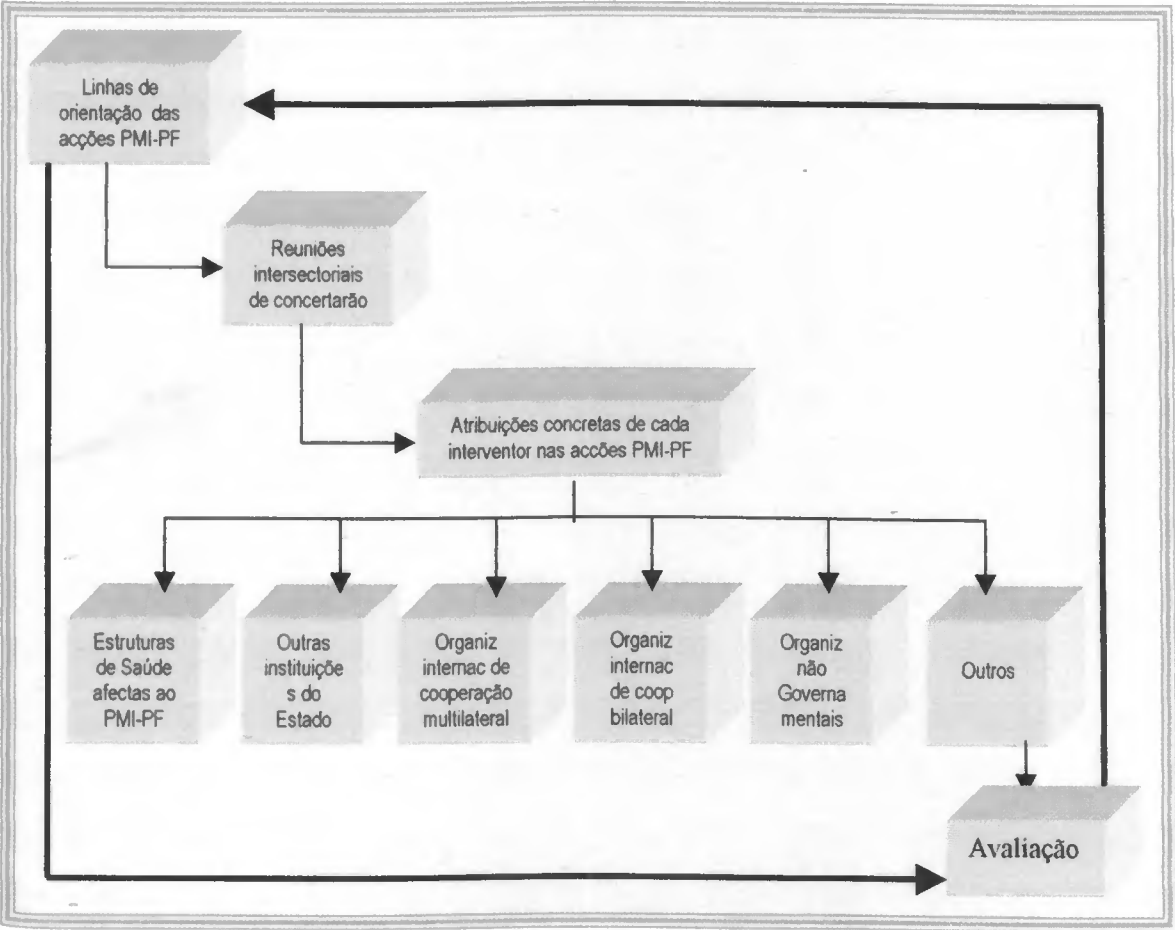 Linhas de
orientação das
acções PMI-PF
Reuniões
intersectoriais
de concertarão
Atribuições concretas de cada
interventor nas acções PMI-PF
Estruturas
de Saúde
afectas ao
PMI-PF
Outras
instituiçõe
s do
Estado
Organiz
internac de
cooperação
multilateral
Organiz
internac
de coop
bilateral
Organiz
não
Governa
mentais
Outros
Avaliação